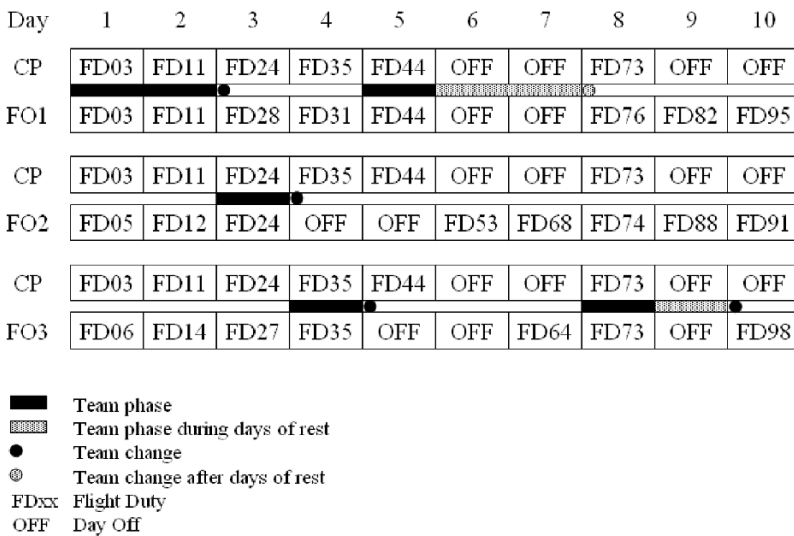 Day 1 2 3 4 5 6 7 8 9 10
CP FD03 FD11 FD24 FD35 FD44 OFF OFF FD73 OFF OFF
FO1 FD03 FD11 FD28 FD31 FD44 OFF OFF FD76 FD82 FD95
CP FD03 FD11 FD24 FD35 FD44 OFF OFF FD73 OFF OFF
FO2 FD05 FD12 FD24 OFF OFF FD53 FD68 FD74 FD88 FD91
CP FD03 FD11 FD24 FD35 FD44 OFF OFF FD73 OFF OFF
FO3 FD06 FD14 FD27 FD35 OFF OFF FD64 FD73 OFF FD98
Team phase
Team phase during days of rest
Team change
Team change after days of rest
FDxx Flight Duty
OFF Day Off